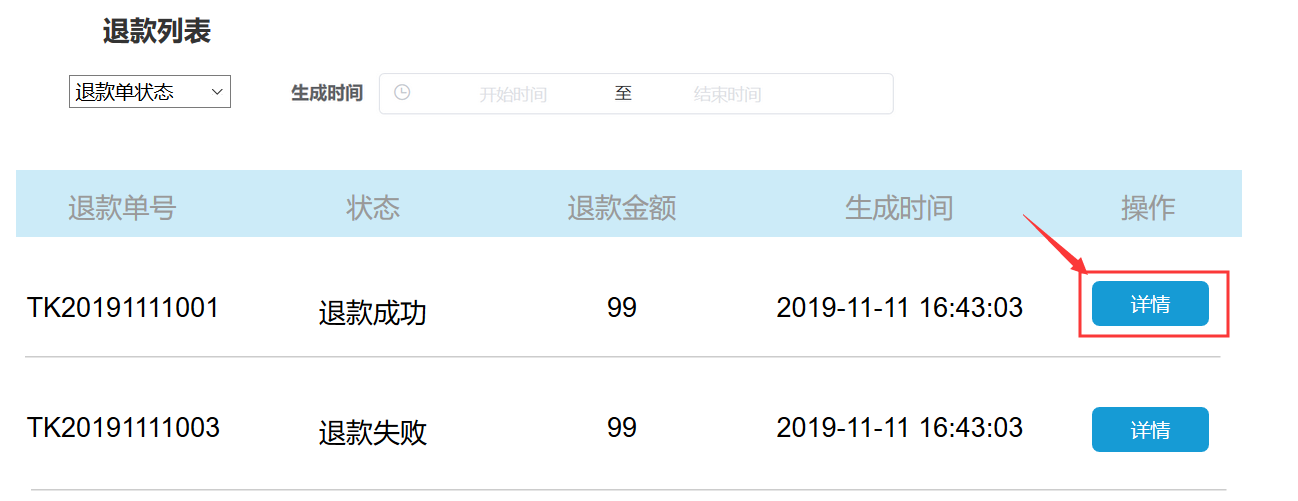 退款列表
退款单状态 生成时间 开始时间 至 结束时间
退款单号 状态 退款金额 生成时间 操作
TK20191111001 退款成功 99 2019-11-11 16:43:03 详情
TK20191111003 退款失败 99 2019-11-11 16:43:03 详情